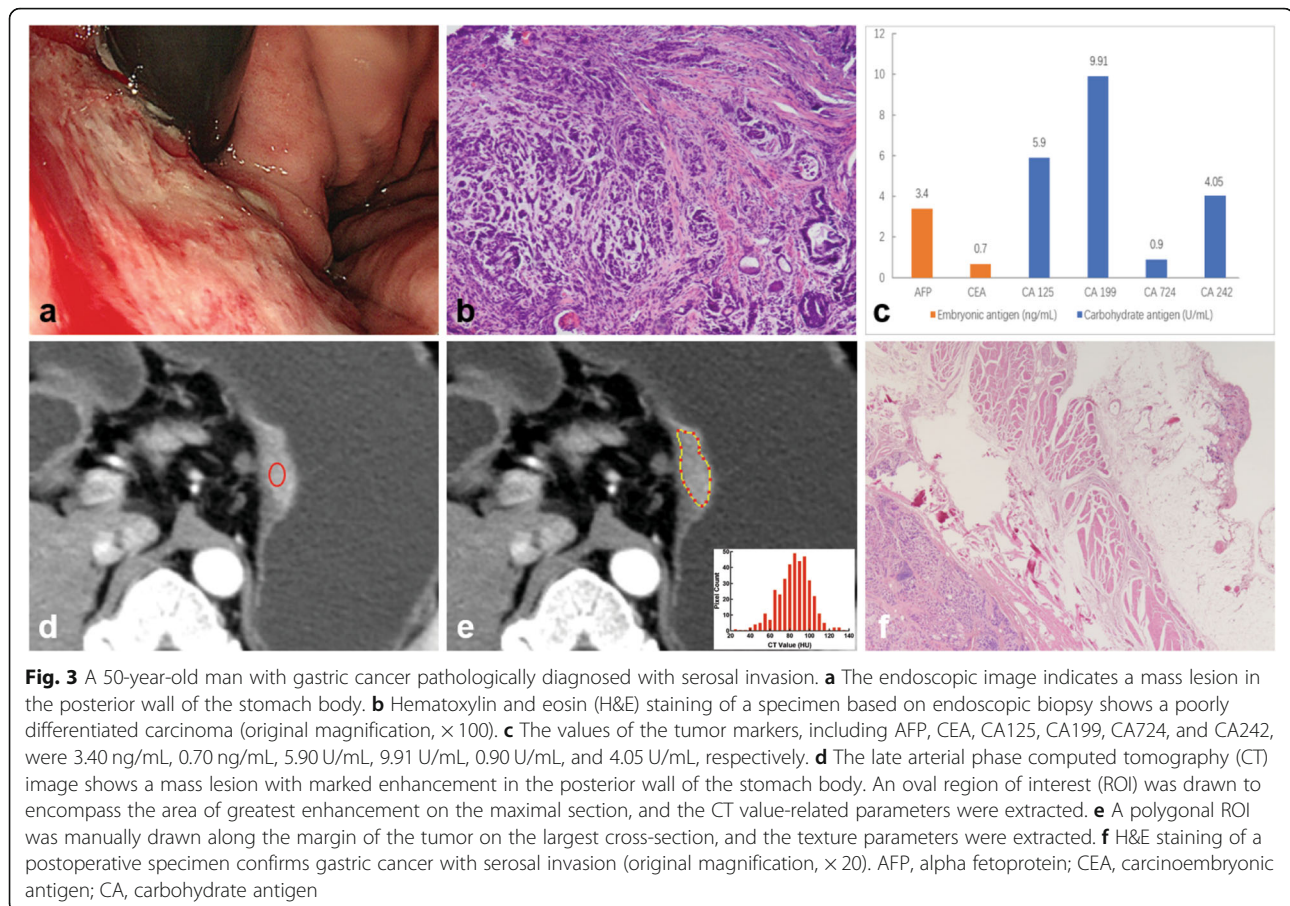 a
b
12
10
8
6
4
2
0
3.4
0.7
5.9
9.91
0.9
4.05
AFP
CEA
CA 125
CA 199
CA 724
CA 242
Embryonic antigen (ng/mL)
Carbohydrate antigen (U/mL)
c
d
e
Pixel Count
50
40
30
20
10
0
20
40
60
80
100
120
140
CT Value (HU)
f
Fig. 3 A 50-year-old man with gastric cancer pathologically diagnosed with serosal invasion. a The endoscopic image indicates a mass lesion in
the posterior wall of the stomach body. b Hematoxylin and eosin (H&E) staining of a specimen based on endoscopic biopsy shows a poorly
differentiated carcinoma (original magnification, × 100). c The values of the tumor markers, including AFP, CEA, CA125, CA199, CA724, and CA242,
were 3.40 ng/mL, 0.70 ng/mL, 5.90 U/mL, 9.91 U/mL, 0.90 U/mL, and 4.05 U/mL, respectively. d The late arterial phase computed tomography (CT)
image shows a mass lesion with marked enhancement in the posterior wall of the stomach body. An oval region of interest (ROI) was drawn to
encompass the area of greatest enhancement on the maximal section, and the CT value-related parameters were extracted. e A polygonal ROI
was manually drawn along the margin of the tumor on the largest cross-section, and the texture parameters were extracted. f H&E staining of a
postoperative specimen confirms gastric cancer with serosal invasion (original magnification, × 20). AFP, alpha fetoprotein; CEA, carcinoembryonic
antigen; CA, carbohydrate antigen